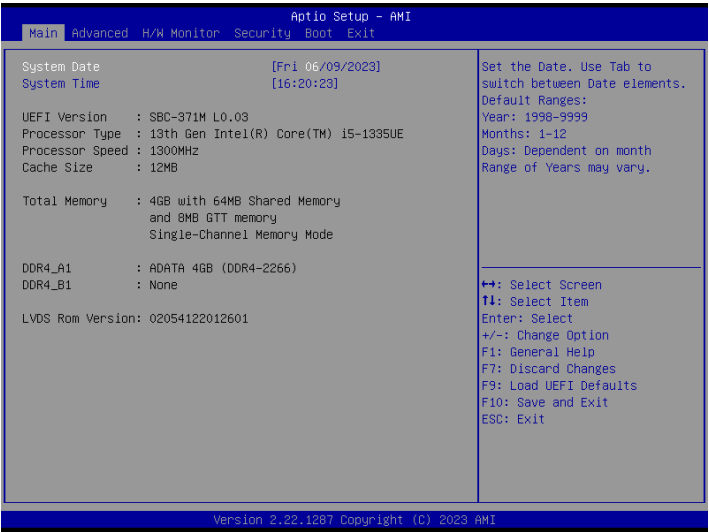 Aptio Setup - AMI
Main Advanced H/W Monitor Security Boot Exit
System Date [Fri 06/09/2023]
System Time [16:20:23]
UEFI Version : SBC-371M L0.03
Processor Type : 13th Gen Intel(R) Core(TM) i5-1335UE
Processor Speed : 1300MHz
Cache Size : 12MB
Total Memory : 4GB with 64MB Shared Memory
and 8MB GTT memory
Single-Channel Memory Mode
DDR4_A1 : ADATA 4GB (DDR4-2266)
DDR4_B1 : None
LVDS Rom Version: 02054122012601
Set the Date. Use Tab to
switch between Date elements.
Default Ranges:
Year: 1998-9999
Months: 1-12
Days: Dependent on month
Range of Years may vary.
↔: Select Screen
↑↓: Select Item
Enter: Select
+/-: Change Option
F1: General Help
F7: Discard Changes
F9: Load UEFI Defaults
F10: Save and Exit
ESC: Exit
Version 2.22.1287 Copyright (C) 2023 AMI